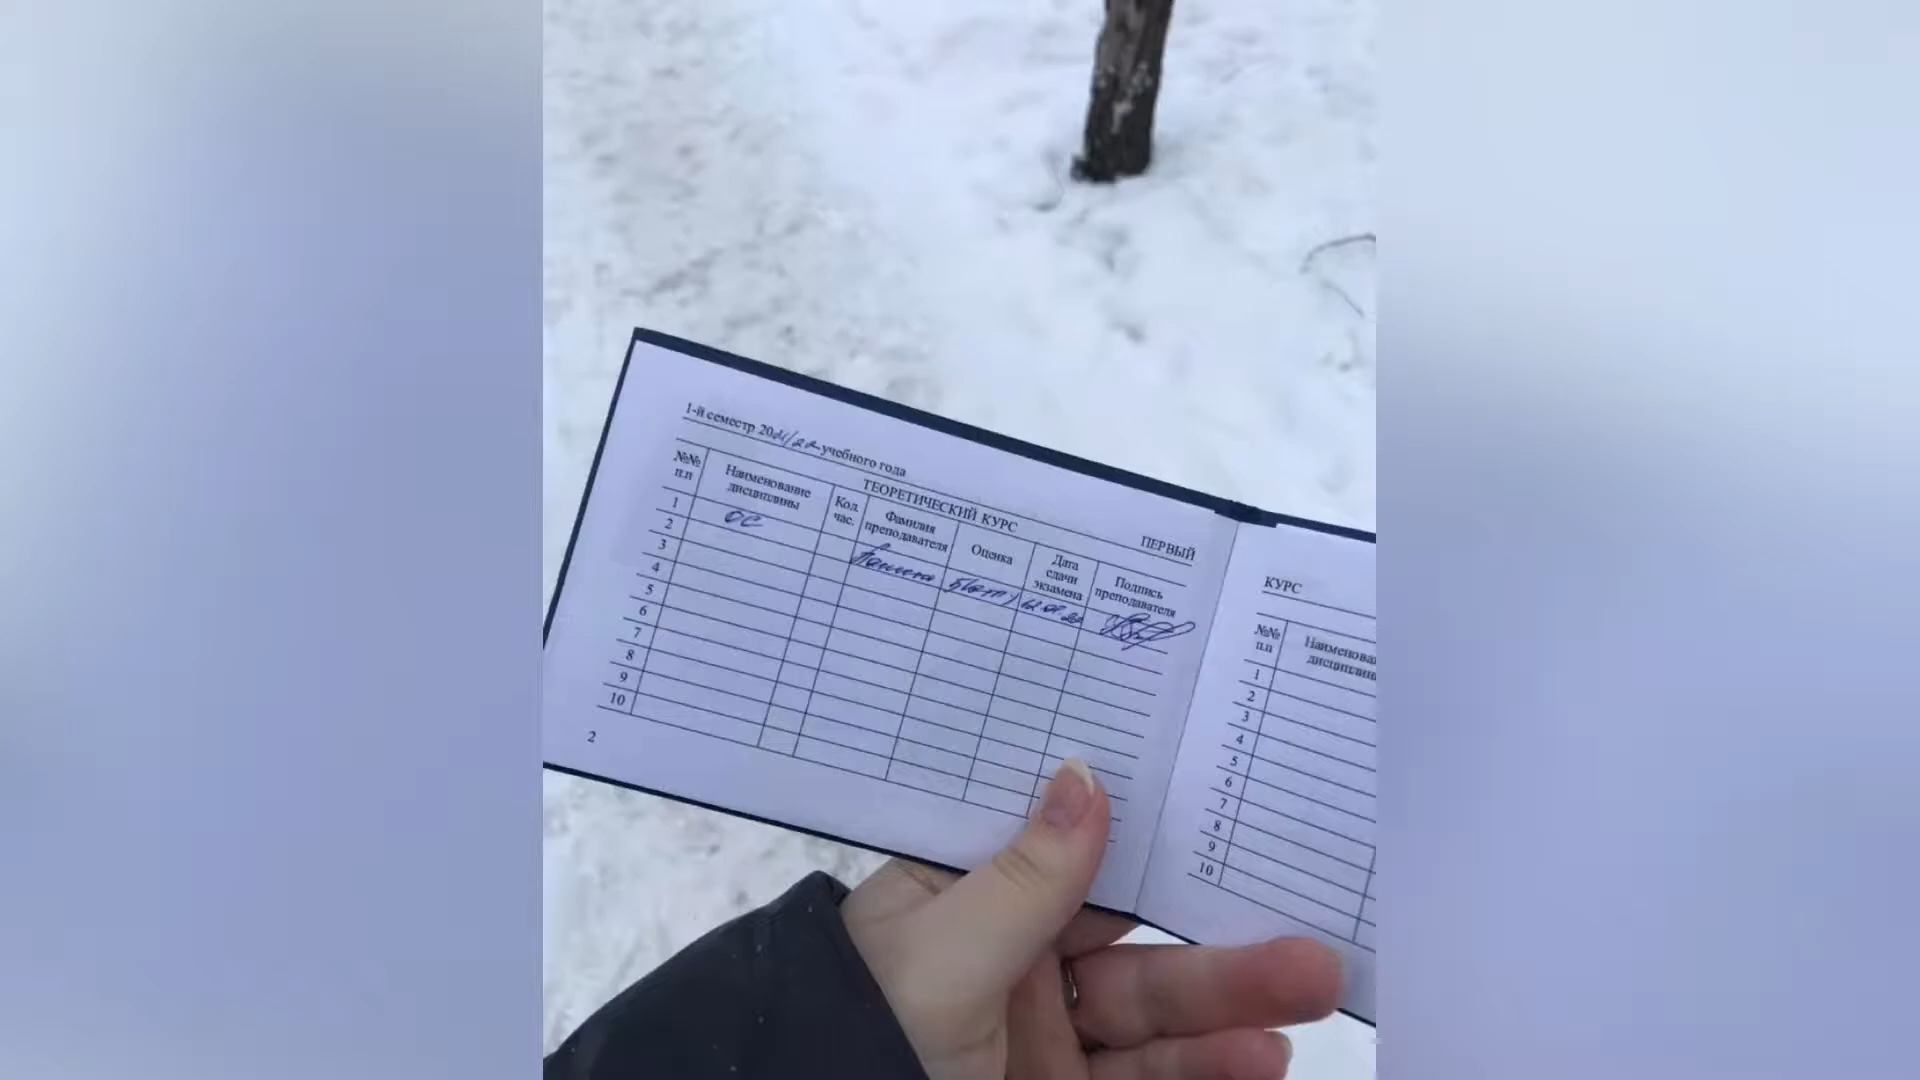 1-й семестр 2021/22 учебного года
ТЕОРЕТИЧЕСКИЙ КУРС
ПЕРВЫЙ
№№ п.п
Наименование дисциплины
Кол. час.
Фамилия преподавателя
Оценка
Дата сдачи экзамена
Подпись преподавателя
1 ОС
2
3
4
5
6
7
8
9
10
2
КУРС
№№ п.п
1
2
3
4
5
6
7
8
9
10